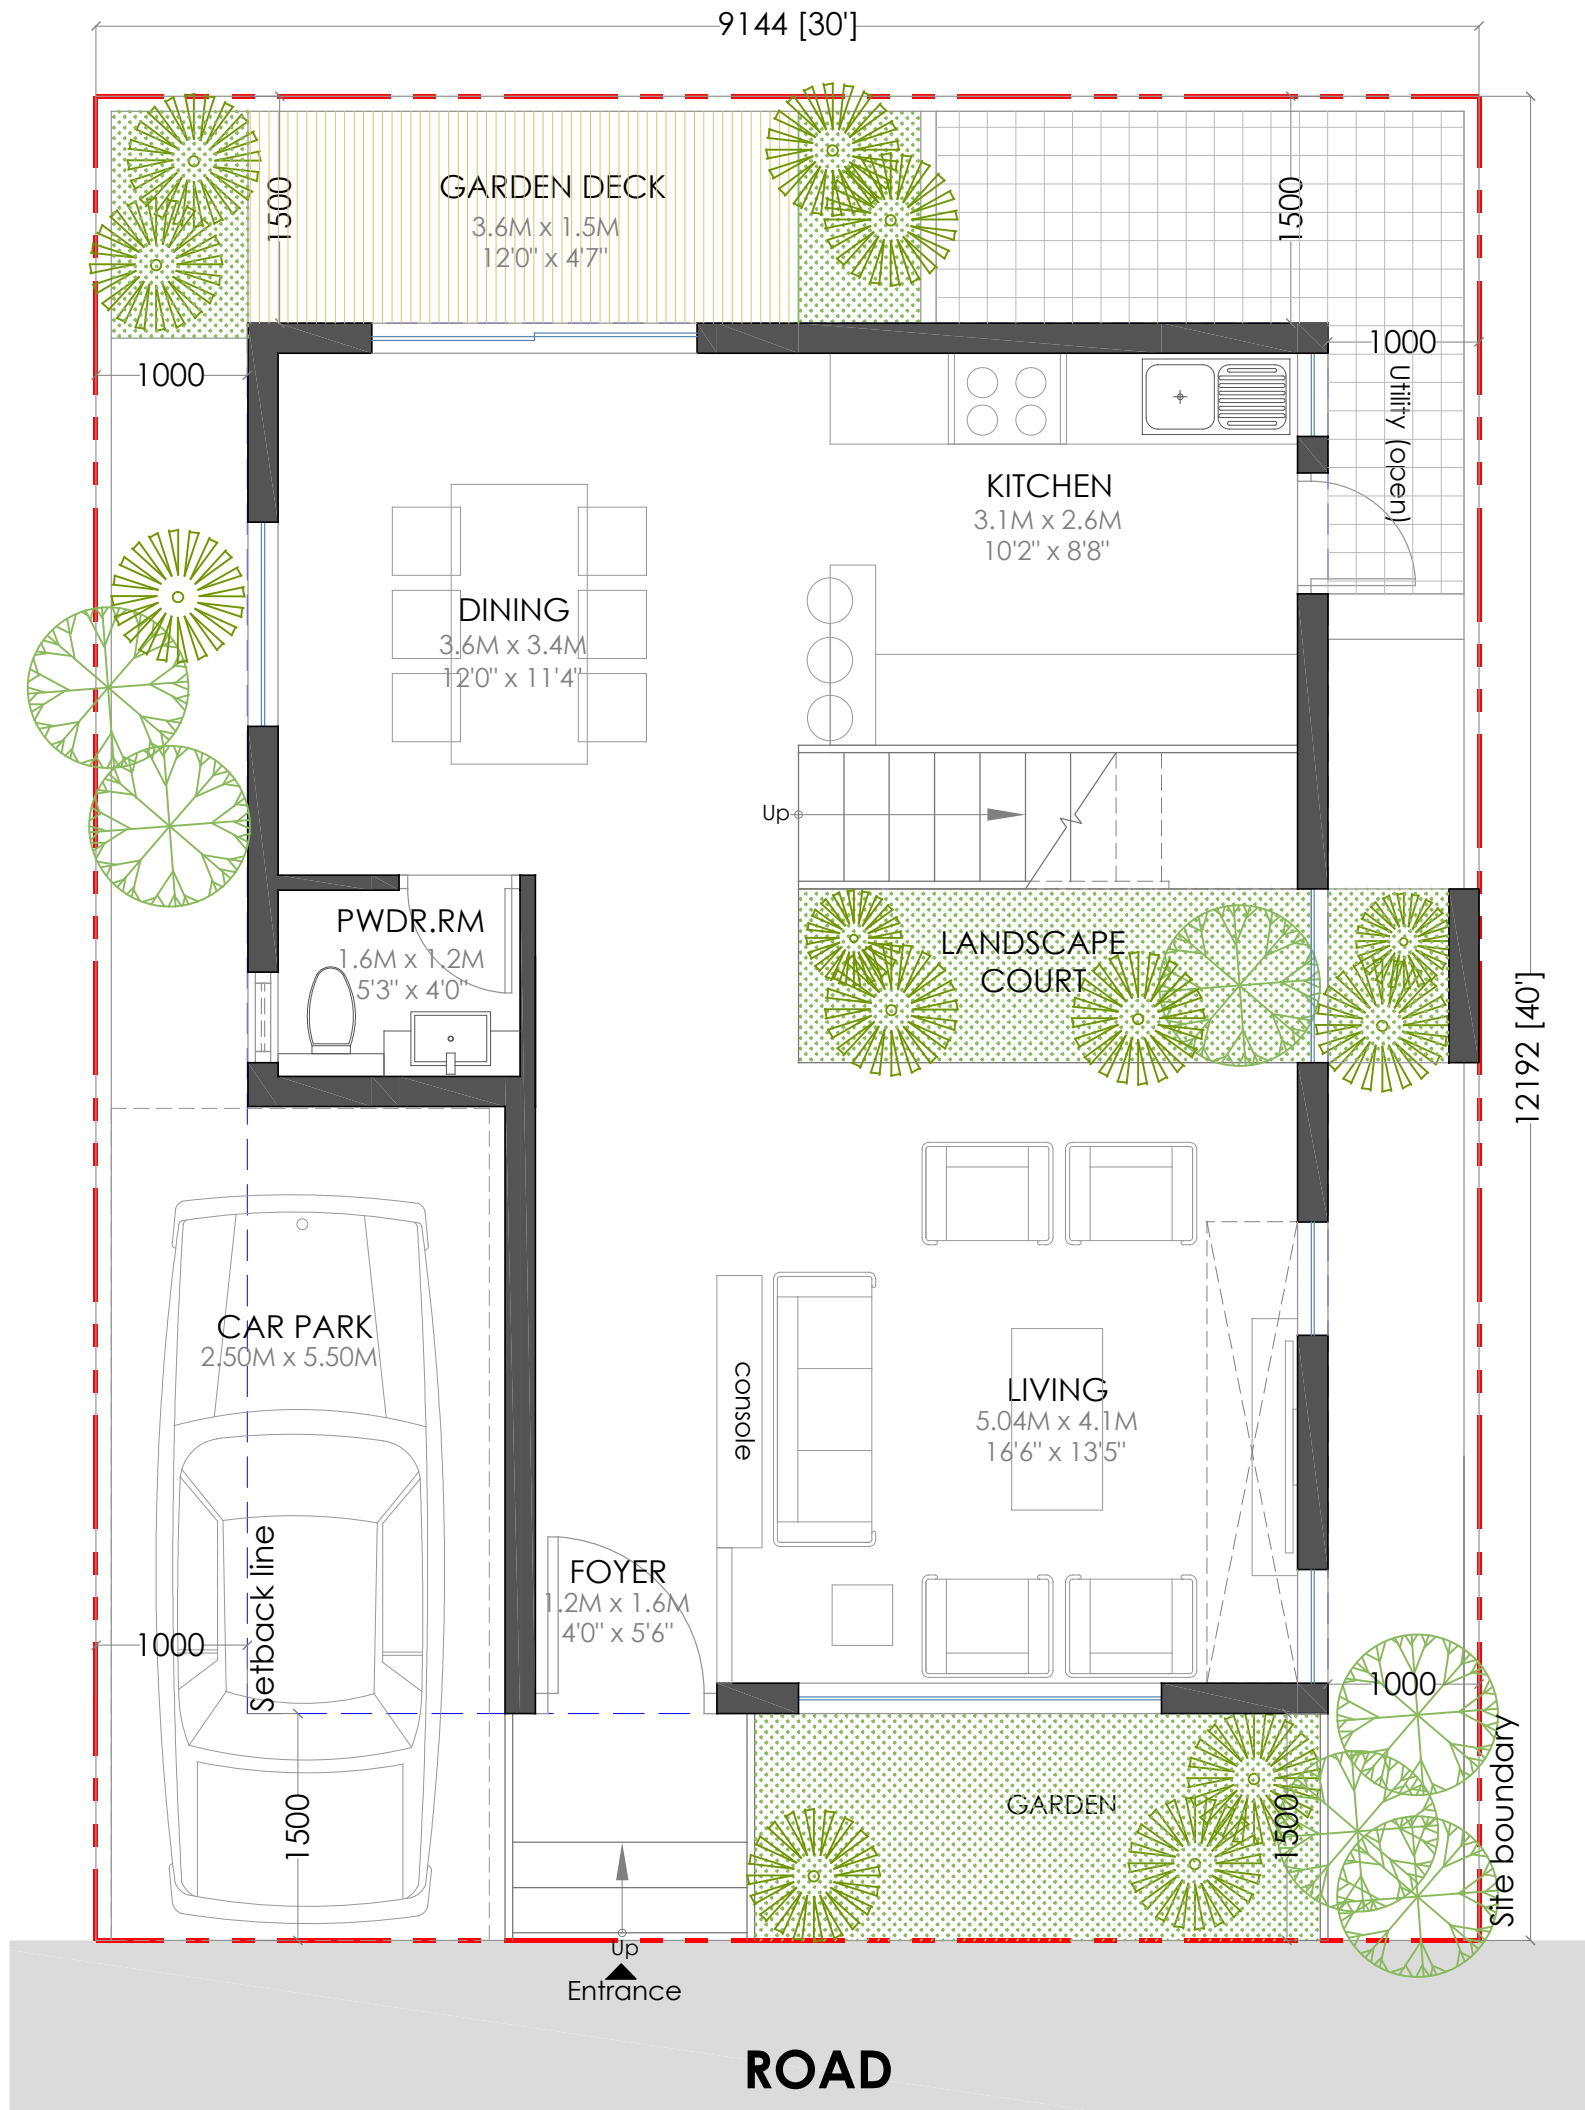 9144 [30']
GARDEN DECK
3.6M x 1.5M
12'0" x 4'7"
1500
1500
1000
1000
Utility (open)
KITCHEN
3.1M x 2.6M
10'2" x 8'8"
DINING
3.6M x 3.4M
12'0" x 11'4"
Up
PWDR.RM
1.6M x 1.2M
5'3" x 4'0"
LANDSCAPE
COURT
12192 [40']
CAR PARK
2.50M x 5.50M
console
LIVING
5.04M x 4.1M
16'6" x 13'5"
FOYER
1.2M x 1.6M
4'0" x 5'6"
Setback line
1000
1000
Site boundary
1500
GARDEN
1500
Up
Entrance
ROAD